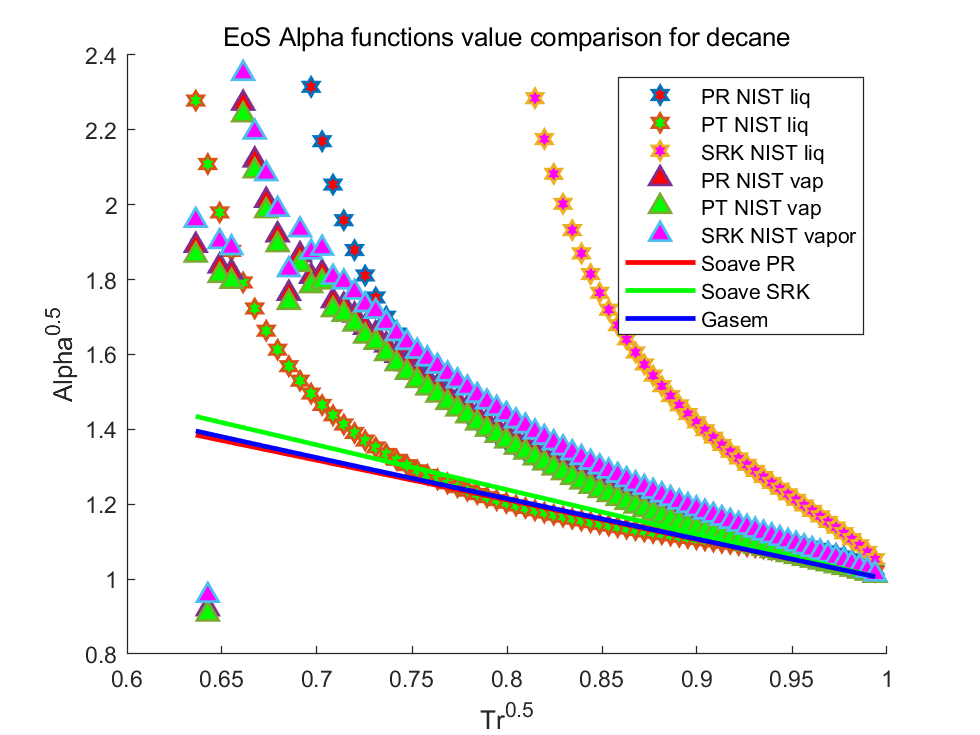 EoS Alpha functions value comparison for decane
2.4
2.2
2
1.8
1.6
1.4
1.2
1
0.8
Alpha^0.5
PR NIST liq
PT NIST liq
SRK NIST liq
PR NIST vap
PT NIST vap
SRK NIST vapor
Soave PR
Soave SRK
Gasem
0.6 0.65 0.7 0.75 0.8 0.85 0.9 0.95 1
Tr^0.5